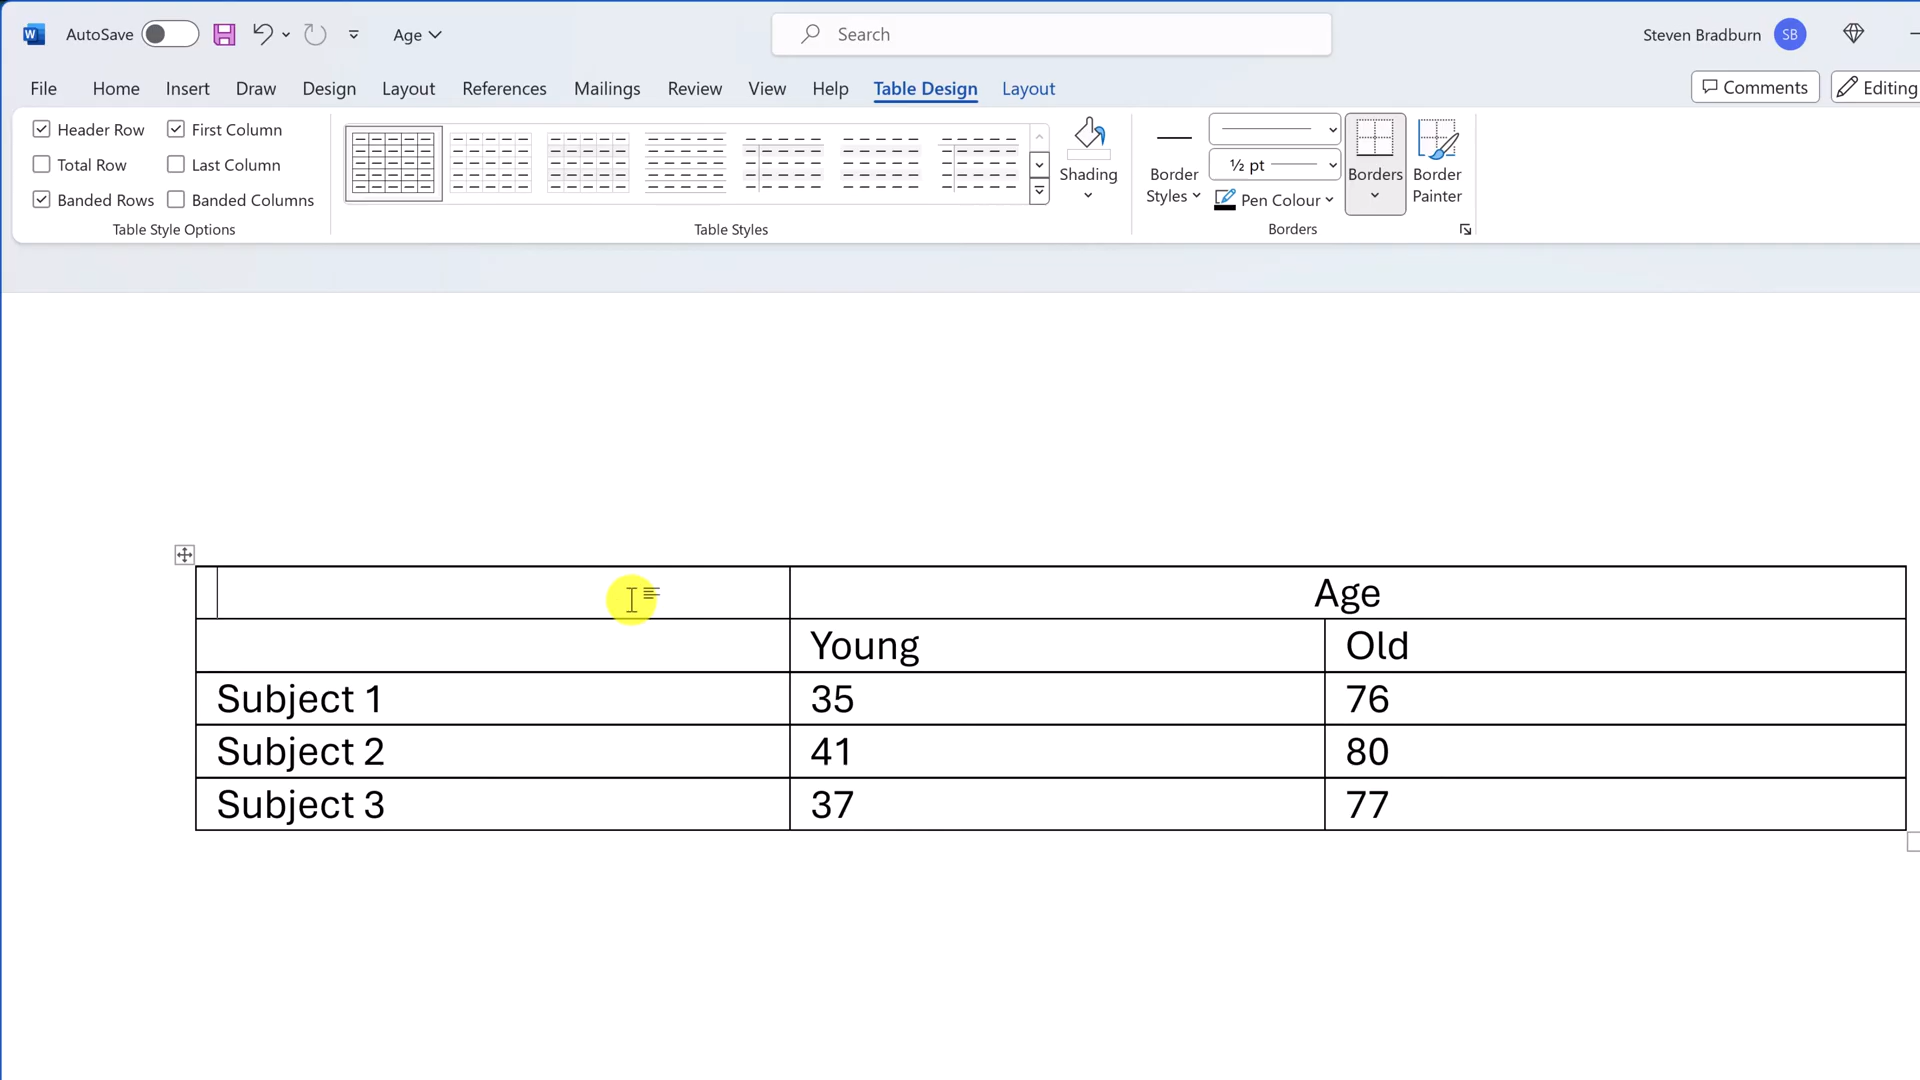 W AutoSave Age Search Steven Bradburn SB
File Home Insert Draw Design Layout References Mailings Review View Help Table Design Layout Comments Editing
Header Row First Column
Total Row Last Column
Banded Rows Banded Columns
Table Style Options
Table Styles
Shading
Border Styles
½ pt
Pen Colour
Borders
Border Painter
Borders
Age
Young Old
Subject 1 35 76
Subject 2 41 80
Subject 3 37 77